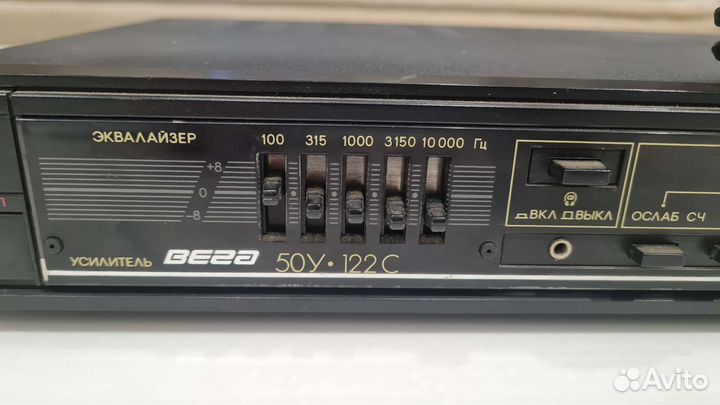 ЭКВАЛАЙЗЕР 100 315 1000 3150 10 000 Гц
+8
0
-8
ВКЛ ВЫКЛ
ОСЛАБ СЧ
УСИЛИТЕЛЬ ВЕГА 50У•122С
Avito